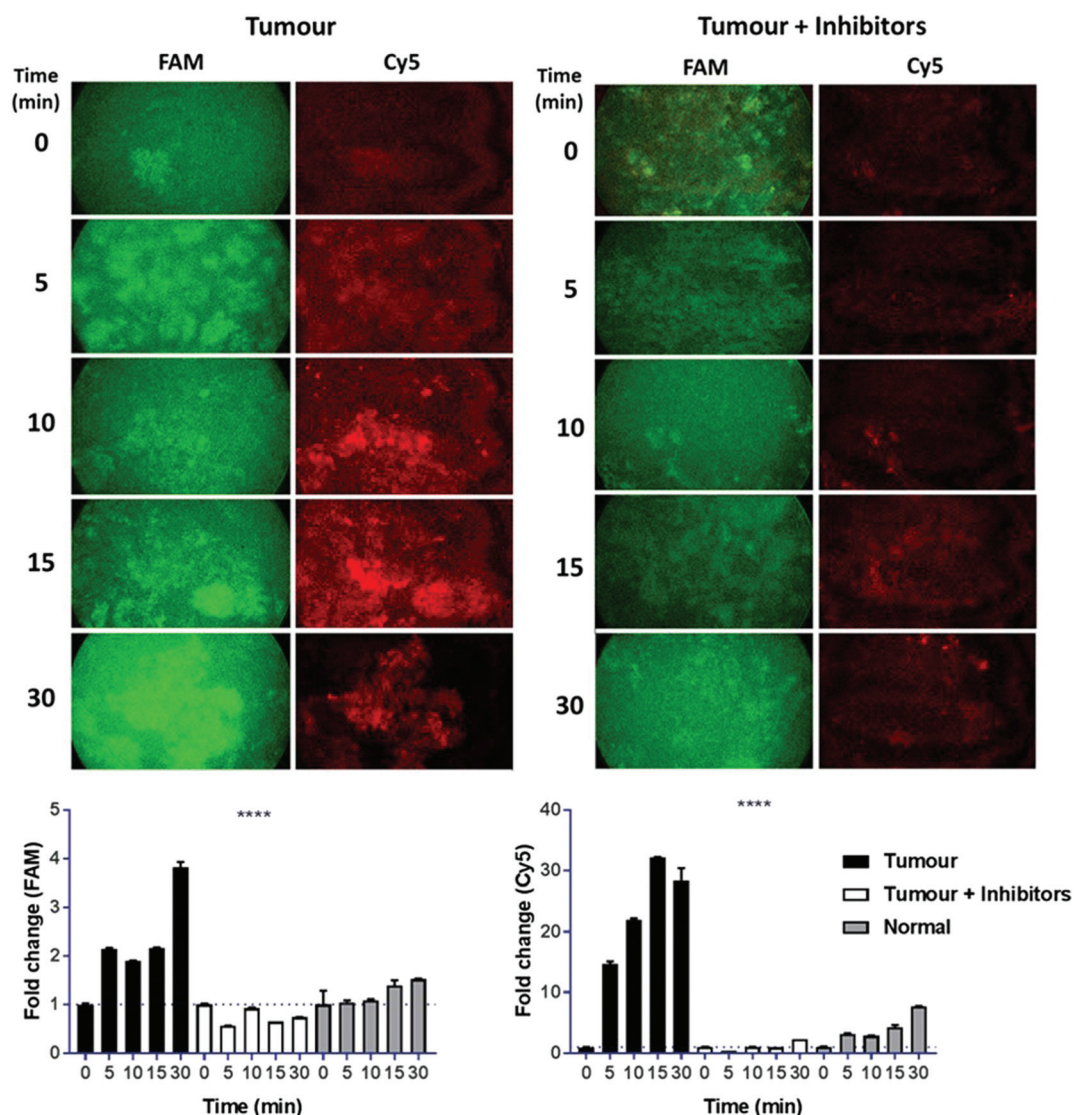 Tumour
Tumour + Inhibitors
Time
(min)
FAM
Cy5
Time
(min)
FAM
Cy5
0
0
5
5
10
10
15
15
30
30
5
4
3
2
1
0
Fold change (FAM)
****
0 5 10 15 30 0 5 10 15 30 0 5 10 15 30
Time (min)
40
30
20
10
0
Fold change (Cy5)
****
0 5 10 15 30 0 5 10 15 30 0 5 10 15 30
Time (min)
Tumour
Tumour + Inhibitors
Normal